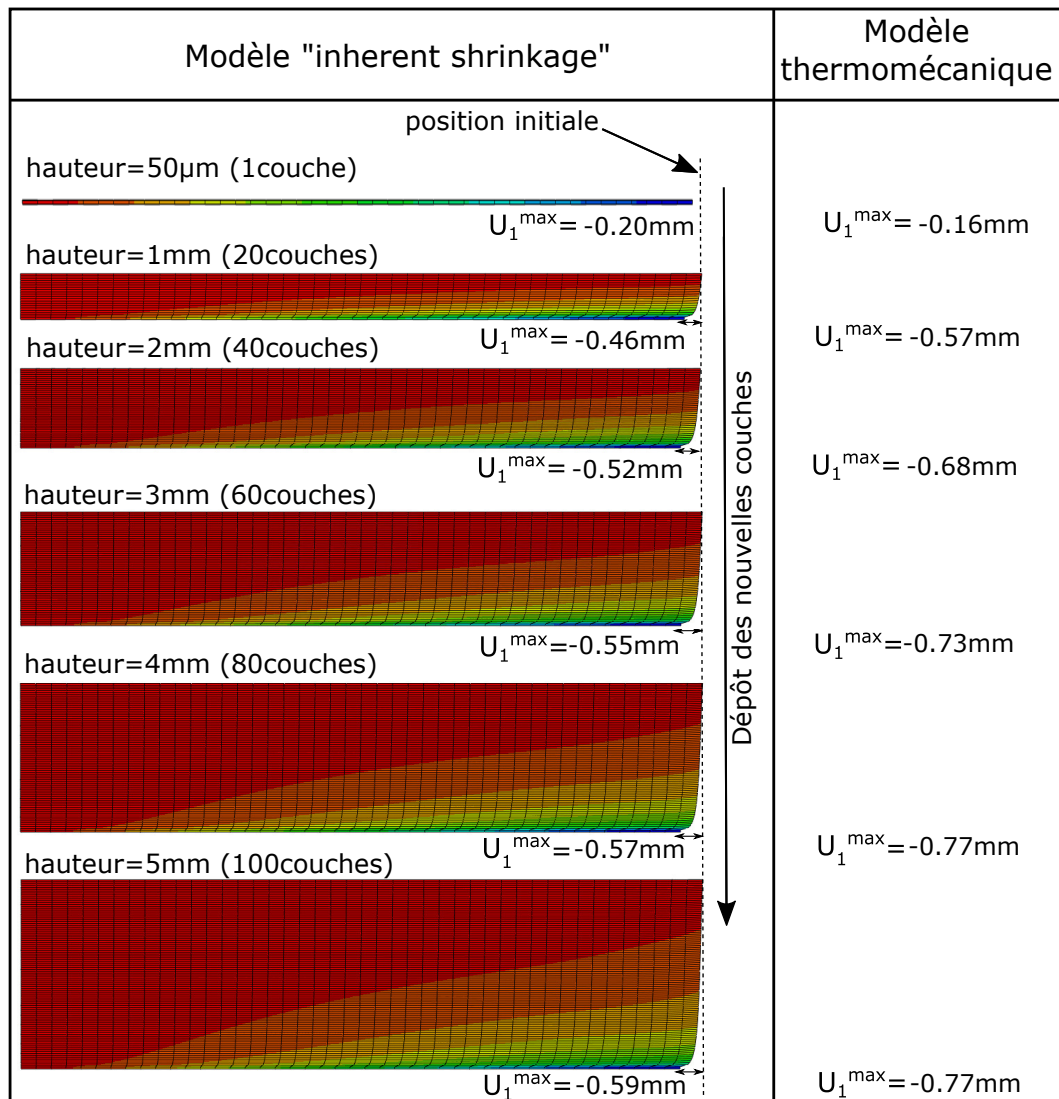 Modèle "inherent shrinkage"
Modèle
thermomécanique
position initiale
hauteur=50µm (1couche)
U₁ᵐᵃˣ= -0.20mm
U₁ᵐᵃˣ= -0.16mm
hauteur=1mm (20couches)
U₁ᵐᵃˣ= -0.46mm
U₁ᵐᵃˣ= -0.57mm
hauteur=2mm (40couches)
U₁ᵐᵃˣ=-0.52mm
U₁ᵐᵃˣ=-0.68mm
hauteur=3mm (60couches)
U₁ᵐᵃˣ=-0.55mm
U₁ᵐᵃˣ=-0.73mm
hauteur=4mm (80couches)
U₁ᵐᵃˣ=-0.57mm
U₁ᵐᵃˣ=-0.77mm
hauteur=5mm (100couches)
U₁ᵐᵃˣ=-0.59mm
U₁ᵐᵃˣ=-0.77mm
Dépôt des nouvelles couches